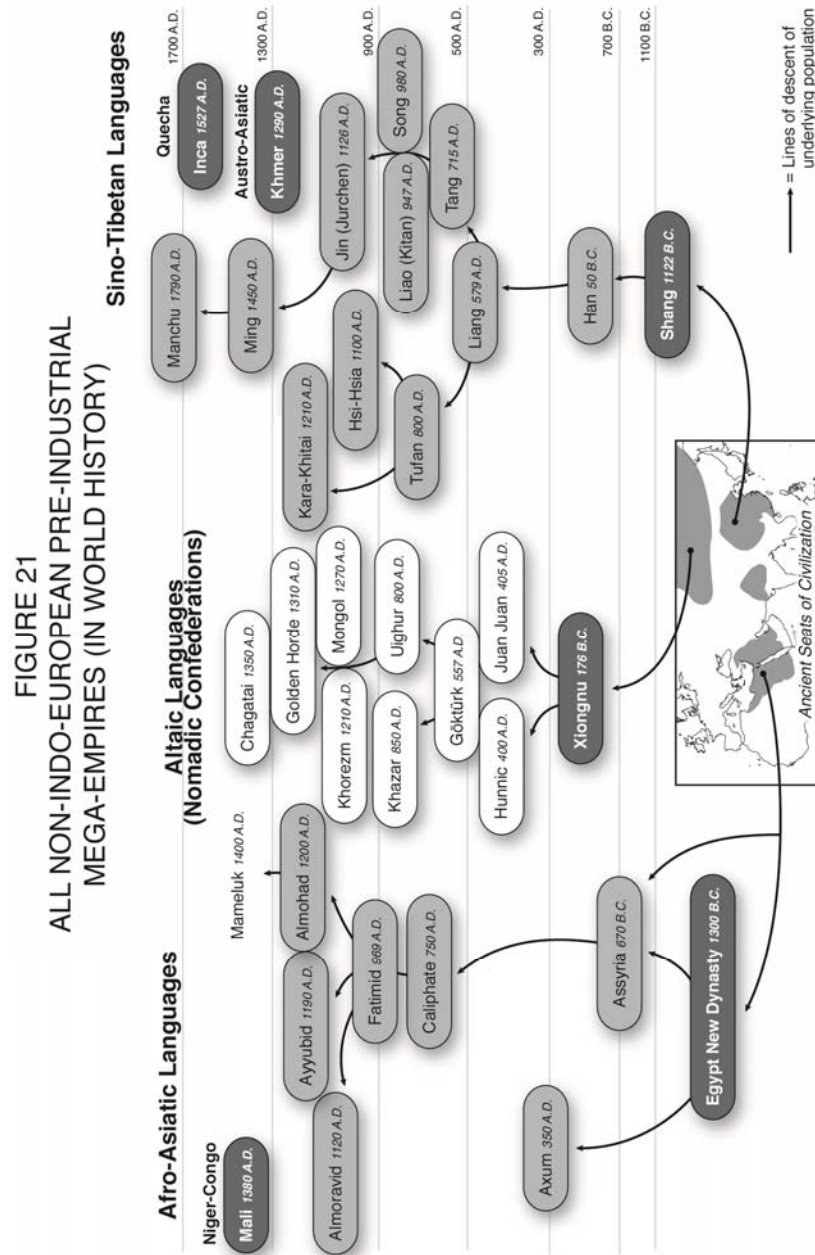 FIGURE 21
ALL NON-INDO-EUROPEAN PRE-INDUSTRIAL
MEGA-EMPIRES (IN WORLD HISTORY)
Afro-Asiatic Languages
Altaic Languages
(Nomadic Confederations)
Sino-Tibetan Languages
Niger-Congo
Mali 1380 A.D.
Almoravid 1120 A.D.
Ayyubid 1190 A.D.
Mameluk 1400 A.D.
Almohad 1200 A.D.
Fatimid 969 A.D.
Caliphate 750 A.D.
Axum 350 A.D.
Assyria 670 B.C.
Egypt New Dynasty 1300 B.C.
Chagatai 1350 A.D.
Golden Horde 1310 A.D.
Khorezm 1210 A.D.
Mongol 1270 A.D.
Khazar 850 A.D.
Uighur 800 A.D.
Göktürk 557 A.D.
Hunnic 400 A.D.
Juan Juan 405 A.D.
Xiongnu 176 B.C.
Kara-Khitai 1210 A.D.
Hsi-Hsia 1100 A.D.
Tufan 800 A.D.
Manchu 1790 A.D.
Ming 1450 A.D.
Jin (Jurchen) 1126 A.D.
Liao (Kitan) 947 A.D.
Song 980 A.D.
Tang 715 A.D.
Liang 579 A.D.
Han 50 B.C.
Shang 1122 B.C.
Quecha
Inca 1527 A.D.
Austro-Asiatic
Khmer 1290 A.D.
1700 A.D.
1300 A.D.
900 A.D.
500 A.D.
300 A.D.
700 B.C.
1100 B.C.
Ancient Seats of Civilization
= Lines of descent of
underlying population